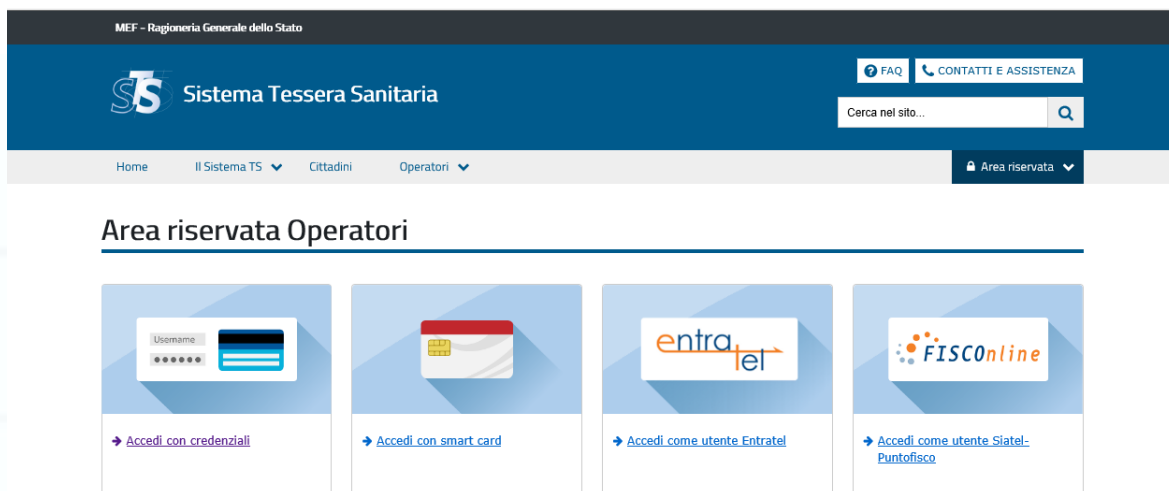 MEF - Ragioneria Generale dello Stato
FAQ
CONTATTI E ASSISTENZA
STS
Sistema Tessera Sanitaria
Cerca nel sito...
Home
Il Sistema TS
Cittadini
Operatori
Area riservata
Area riservata Operatori
Username
entratel
FISCOnline
Accedi con credenziali
Accedi con smart card
Accedi come utente Entratel
Accedi come utente Siatel-
Puntofisco